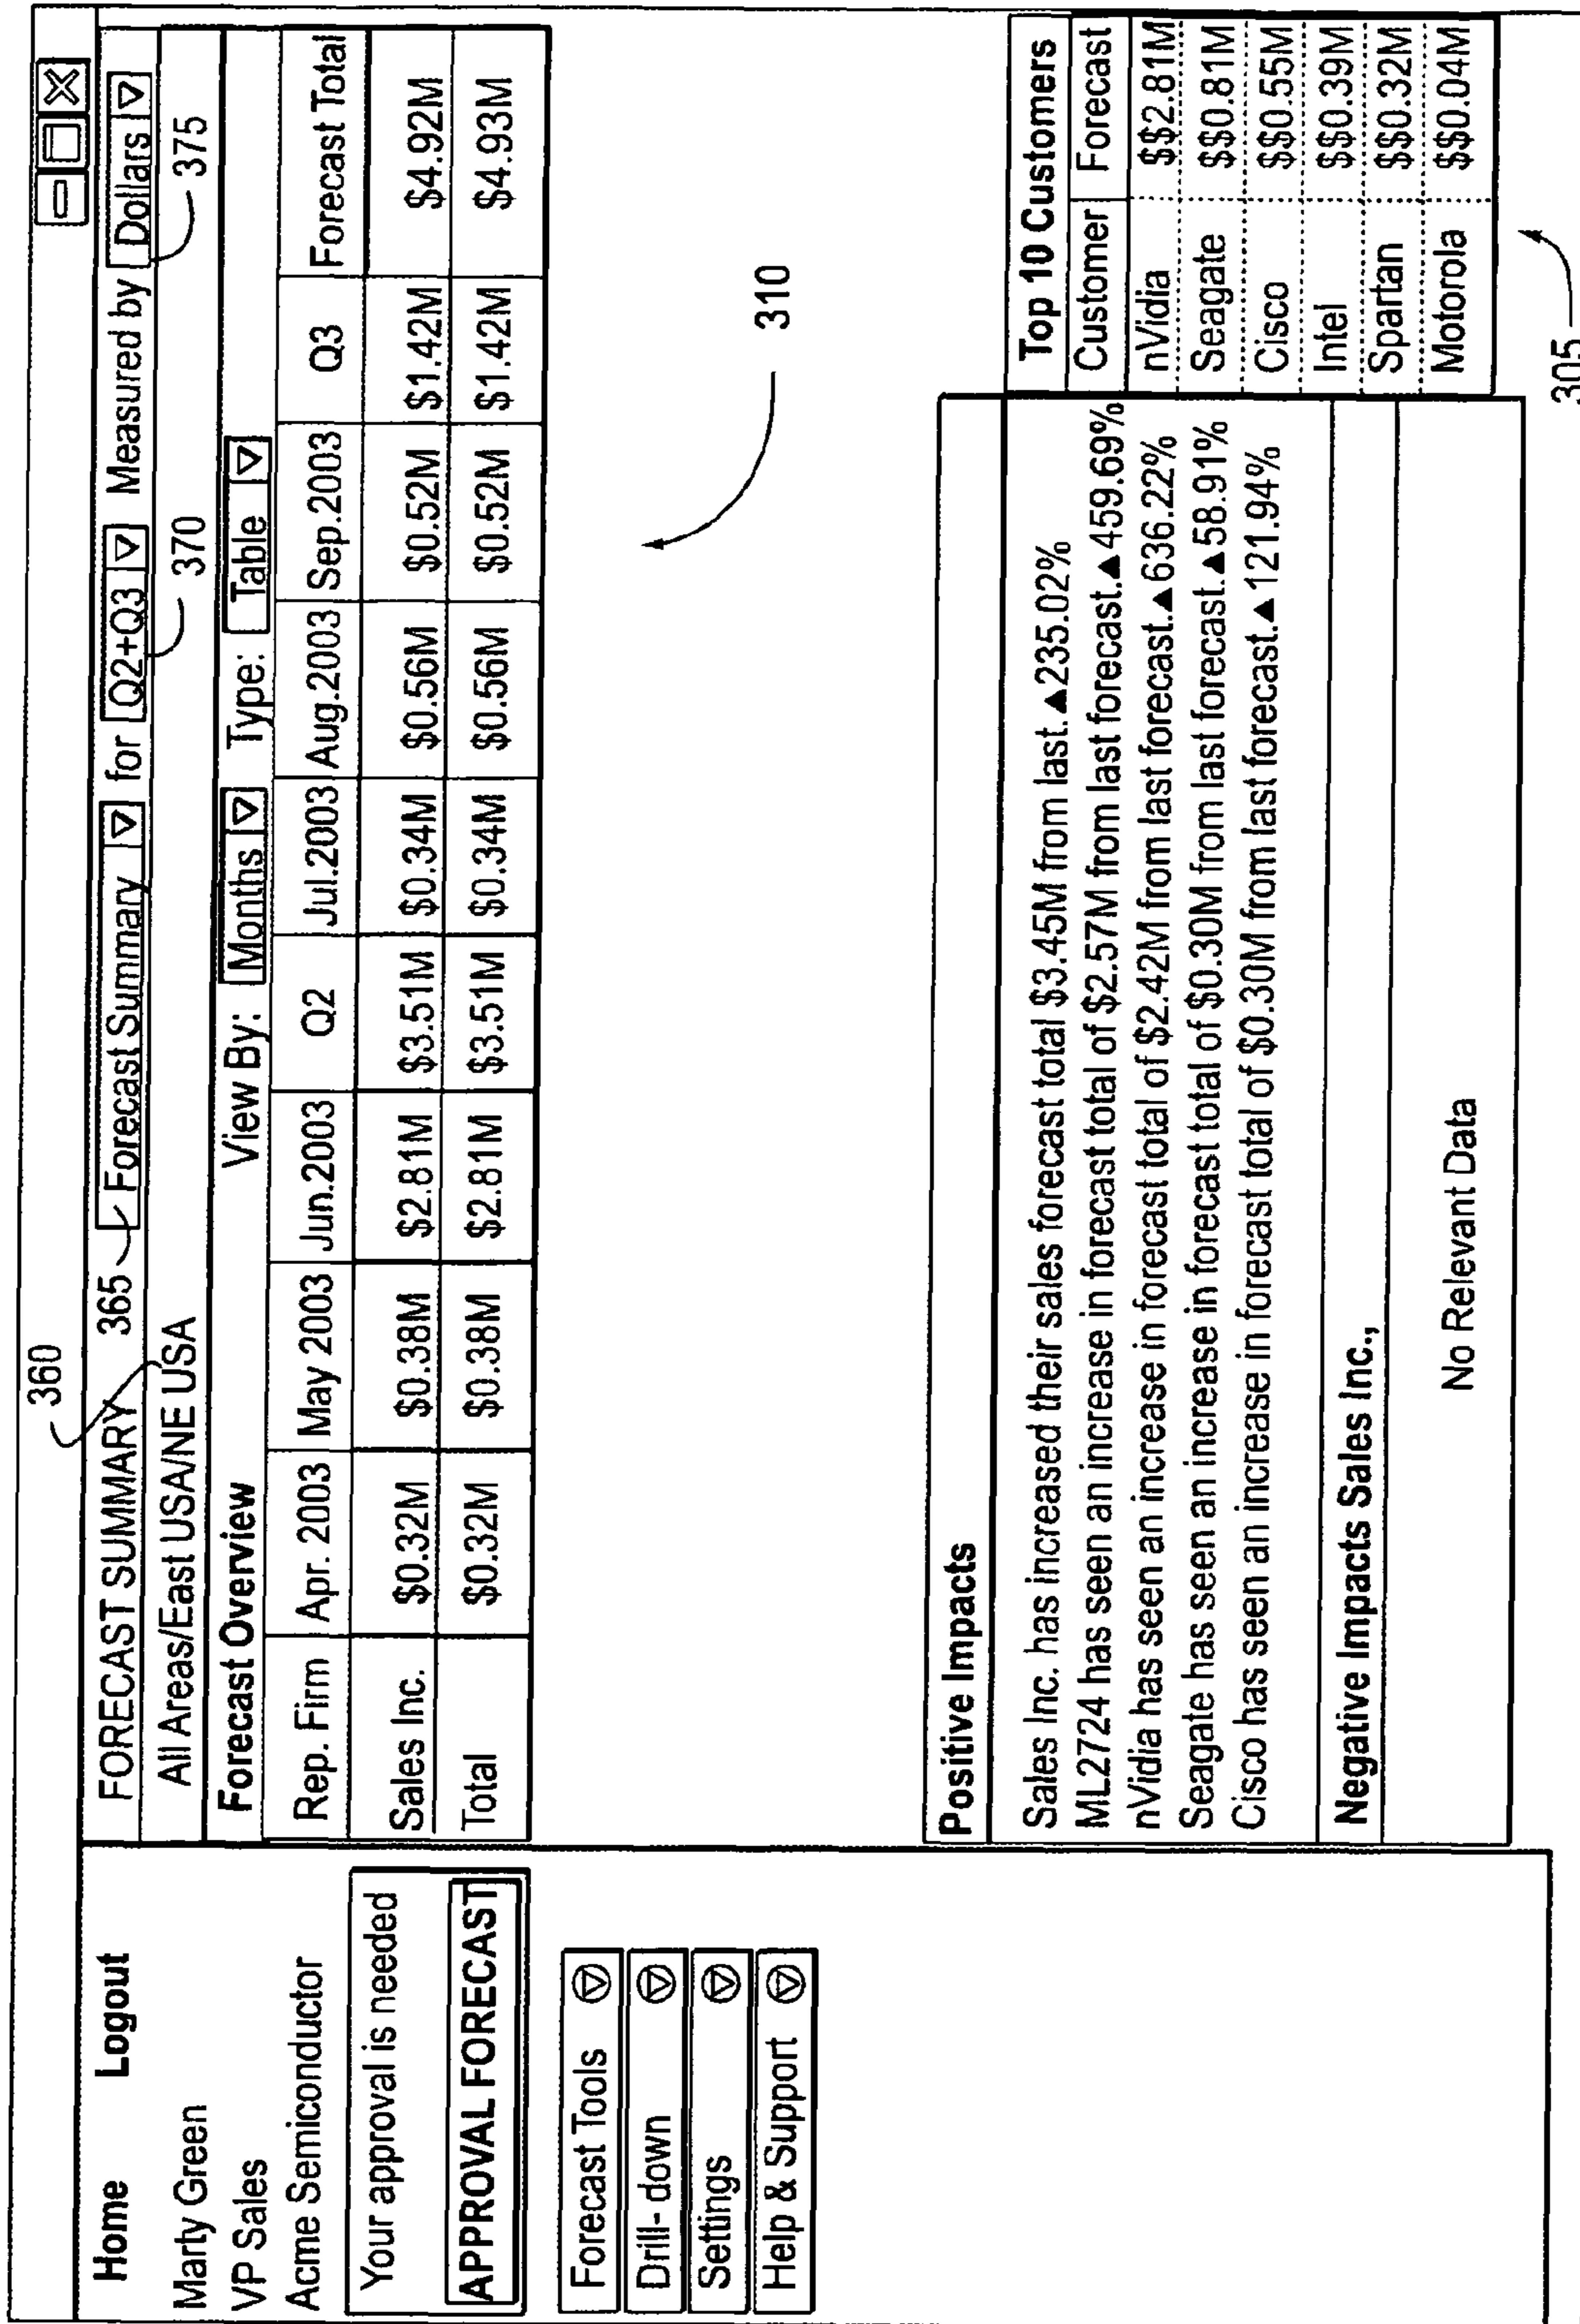 360
Home Logout
Marty Green
VP Sales
Acme Semiconductor
Your approval is needed
APPROVAL FORECAST
Forecast Tools
Drill- down
Settings
Help & Support
FORECAST SUMMARY 365 Forecast Summary for Q2+Q3 Measured by Dollars
370
375
All Areas/East USA/NE USA
Forecast Overview View By: Months Type: Table
Rep. Firm Apr. 2003 May 2003 Jun.2003 Q2 Jul.2003 Aug.2003 Sep.2003 Q3 Forecast Total
Sales Inc. $0.32M $0.38M $2.81M $3.51M $0.34M $0.56M $0.52M $1.42M $4.92M
Total $0.32M $0.38M $2.81M $3.51M $0.34M $0.56M $0.52M $1.42M $4.93M
310
Positive Impacts
Sales Inc. has increased their sales forecast total $3.45M from last.▲235.02%
ML2724 has seen an increase in forecast total of $2.57M from last forecast.▲459.69%
nVidia has seen an increase in forecast total of $2.42M from last forecast.▲636.22%
Seagate has seen an increase in forecast total of $0.30M from last forecast.▲58.91%
Cisco has seen an increase in forecast total of $0.30M from last forecast.▲121.94%
Negative Impacts Sales Inc.,
No Relevant Data
Top 10 Customers
Customer Forecast
nVidia $$2.81M
Seagate $$0.81M
Cisco $$0.55M
Intel $$0.39M
Spartan $$0.32M
Motorola $$0.04M
305